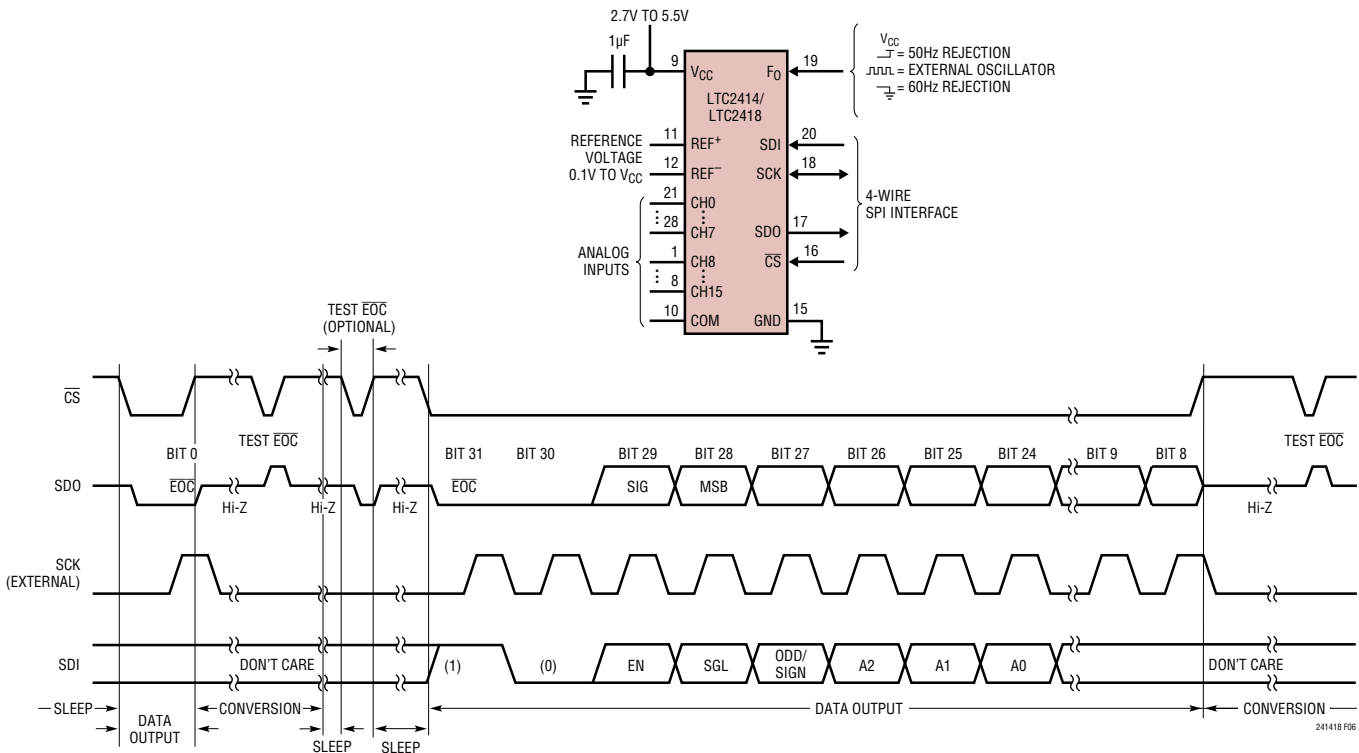 2.7V TO 5.5V
1µF
9
VCC
FO
19
VCC
= 50Hz REJECTION
= EXTERNAL OSCILLATOR
= 60Hz REJECTION
LTC2414/
LTC2418
REFERENCE
VOLTAGE
0.1V TO VCC
11
REF+
12
REF–
SDI
20
SCK
18
SDO
17
CS
16
4-WIRE
SPI INTERFACE
ANALOG
INPUTS
21
CH0
28
CH7
1
CH8
8
CH15
10
COM
GND
15
TEST EOC
(OPTIONAL)
CS
BIT 0
TEST EOC
BIT 31
BIT 30
BIT 29
BIT 28
BIT 27
BIT 26
BIT 25
BIT 24
BIT 9
BIT 8
TEST EOC
SDO
EOC
Hi-Z
Hi-Z
Hi-Z
EOC
SIG
MSB
Hi-Z
SCK
(EXTERNAL)
SDI
DON'T CARE
(1)
(0)
EN
SGL
ODD/
SIGN
A2
A1
A0
DON'T CARE
SLEEP
DATA
OUTPUT
CONVERSION
SLEEP
SLEEP
DATA OUTPUT
CONVERSION
241418 F06